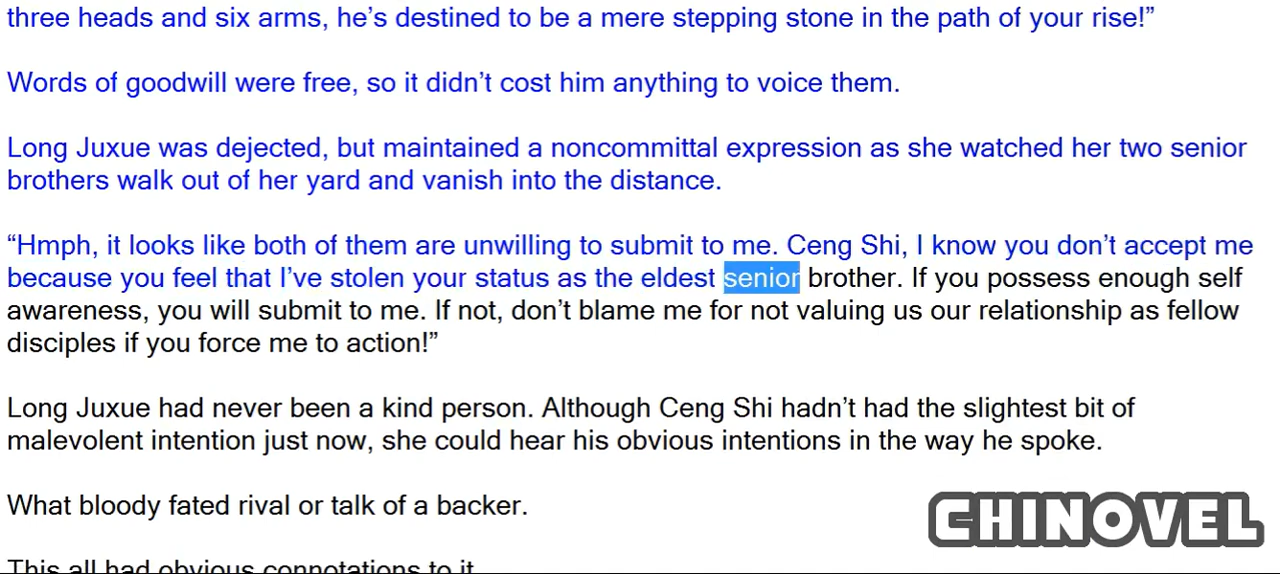 three heads and six arms, he’s destined to be a mere stepping stone in the path of your rise!”
Words of goodwill were free, so it didn’t cost him anything to voice them.
Long Juxue was dejected, but maintained a noncommittal expression as she watched her two senior
brothers walk out of her yard and vanish into the distance.
“Hmph, it looks like both of them are unwilling to submit to me. Ceng Shi, I know you don’t accept me
because you feel that I’ve stolen your status as the eldest senior brother. If you possess enough self
awareness, you will submit to me. If not, don’t blame me for not valuing us our relationship as fellow
disciples if you force me to action!”
Long Juxue had never been a kind person. Although Ceng Shi hadn’t had the slightest bit of
malevolent intention just now, she could hear his obvious intentions in the way he spoke.
What bloody fated rival or talk of a backer.
CHINOVEL
This all had obvious connotations to it.